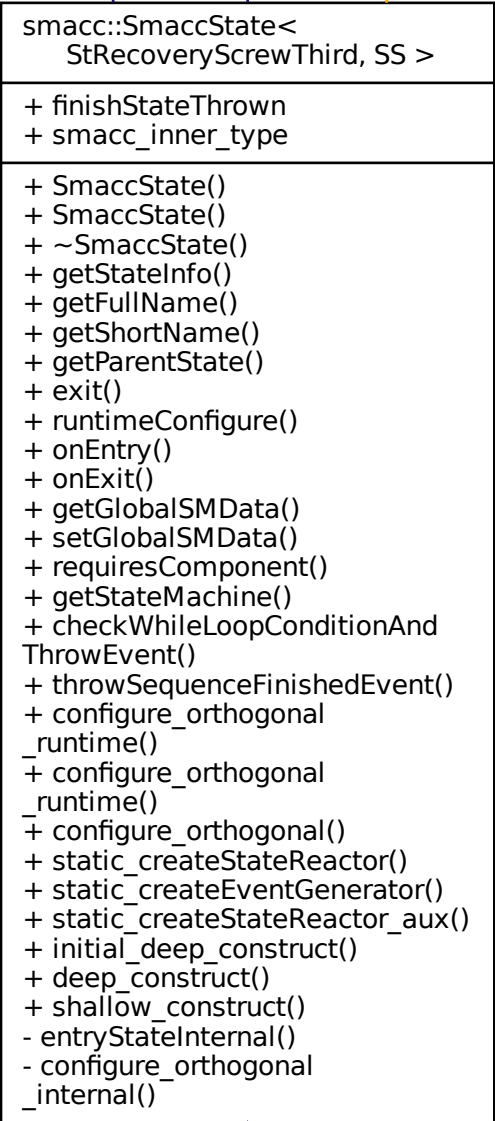 smacc::SmaccState<
StRecoveryScrewThird, SS >
+ finishStateThrown
+ smacc_inner_type
+ SmaccState()
+ SmaccState()
+ ~SmaccState()
+ getStateInfo()
+ getFullName()
+ getShortName()
+ getParentState()
+ exit()
+ runtimeConfigure()
+ onEntry()
+ onExit()
+ getGlobalSMData()
+ setGlobalSMData()
+ requiresComponent()
+ getStateMachine()
+ checkWhileLoopConditionAnd
ThrowEvent()
+ throwSequenceFinishedEvent()
+ configure_orthogonal
_runtime()
+ configure_orthogonal
_runtime()
+ configure_orthogonal()
+ static_createStateReactor()
+ static_createEventGenerator()
+ static_createStateReactor_aux()
+ initial_deep_construct()
+ deep_construct()
+ shallow_construct()
- entryStateInternal()
- configure_orthogonal
_internal()